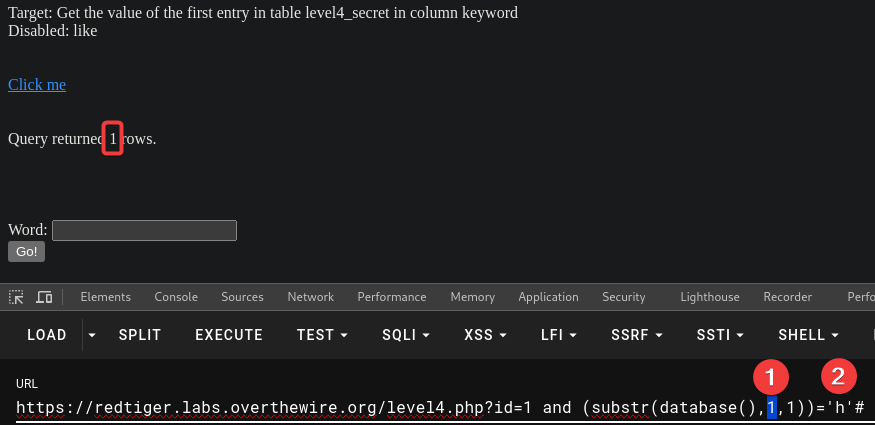 Target: Get the value of the first entry in table level4_secret in column keyword
Disabled: like
Click me
Query returned 1 rows.
Word:
Go!
Elements Console Sources Network Performance Memory Application Security Lighthouse Recorder Perfo
LOAD SPLIT EXECUTE TEST SQLI XSS LFI SSRF SSTI SHELL
1 2
URL
https://redtiger.labs.overthewire.org/level4.php?id=1 and (substr(database(),1,1))='h'#